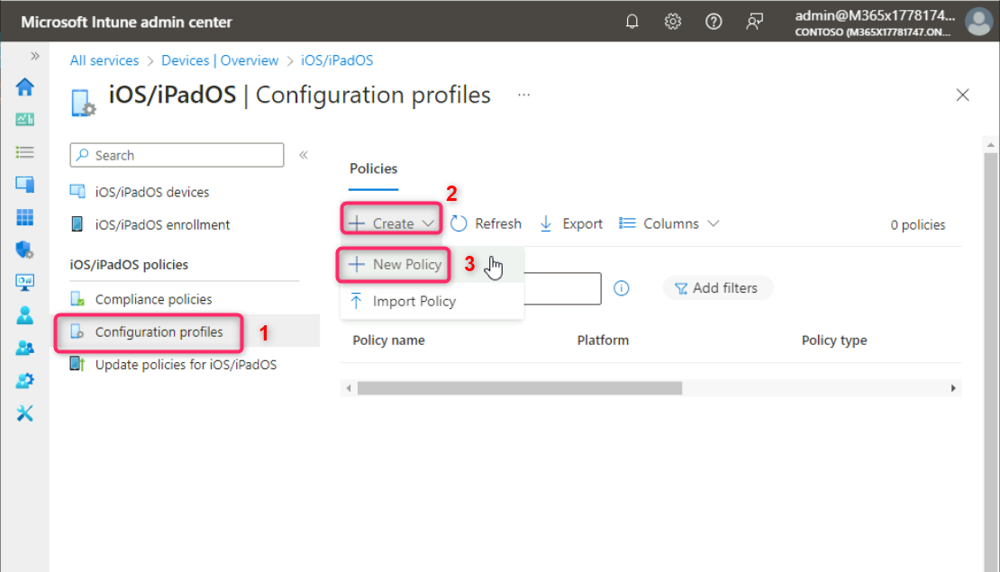 Microsoft Intune admin center
admin@M365x1778174...
CONTOSO (M365X17781747.ON...
All services > Devices | Overview > iOS/iPadOS
iOS/iPadOS | Configuration profiles ...
Search
iOS/iPadOS devices
iOS/iPadOS enrollment
iOS/iPadOS policies
Compliance policies
Configuration profiles 1
Update policies for iOS/iPadOS
Policies
2
Create Refresh Export Columns 0 policies
New Policy 3
Add filters
Import Policy
Policy name Platform Policy type